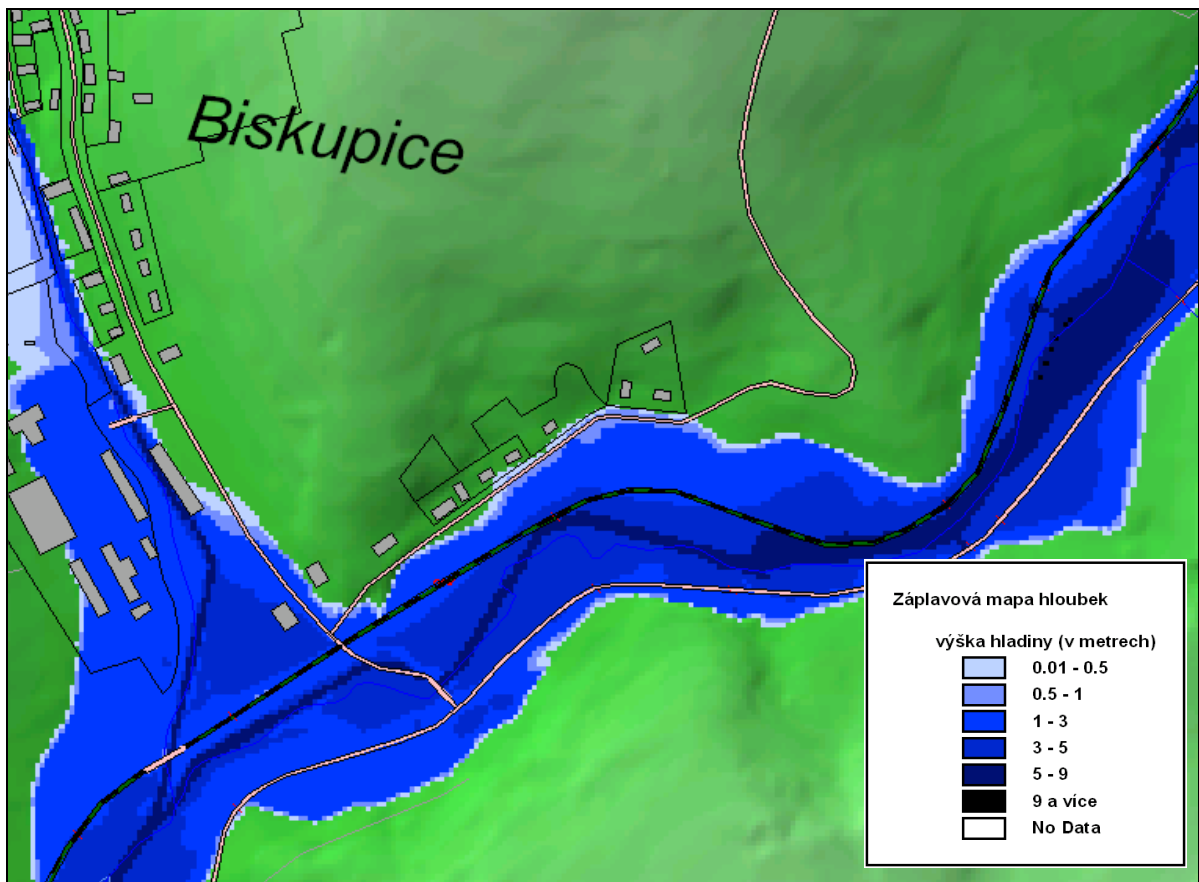 Biskupice
Záplavová mapa hloubek
výška hladiny (v metrech)
0.01 - 0.5
0.5 - 1
1 - 3
3 - 5
5 - 9
9 a více
No Data